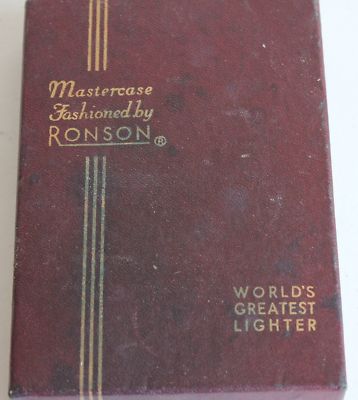 Mastercase
Fashioned by
RONSON ®
WORLD'S
GREATEST
LIGHTER